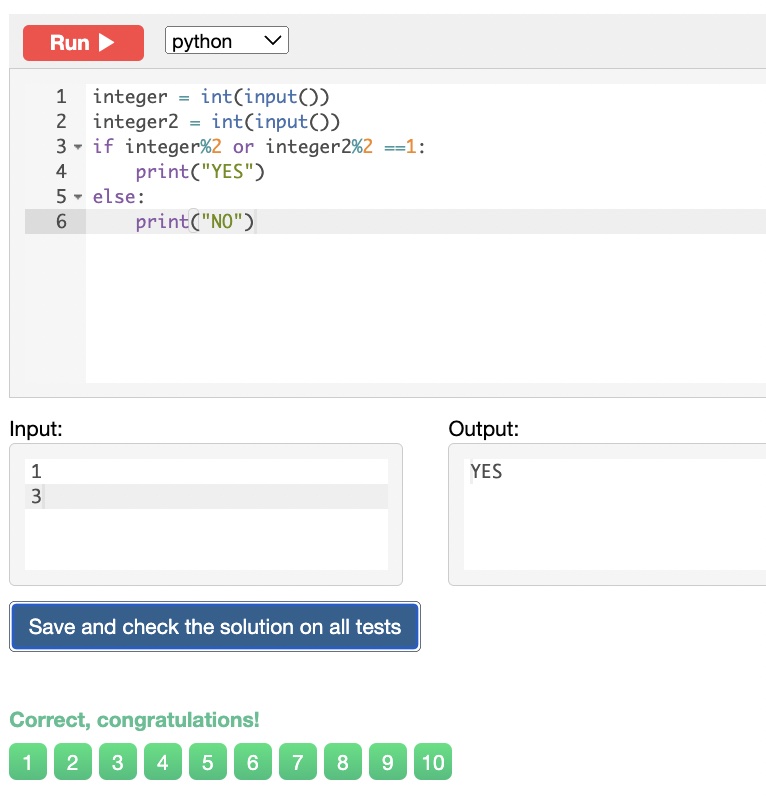 Run
python
1 integer = int(input())
2 integer2 = int(input())
3 if integer%2 or integer2%2 ==1:
4     print("YES")
5 else:
6     print("NO")
Input:
1
3
Output:
YES
Save and check the solution on all tests
Correct, congratulations!
1 2 3 4 5 6 7 8 9 10